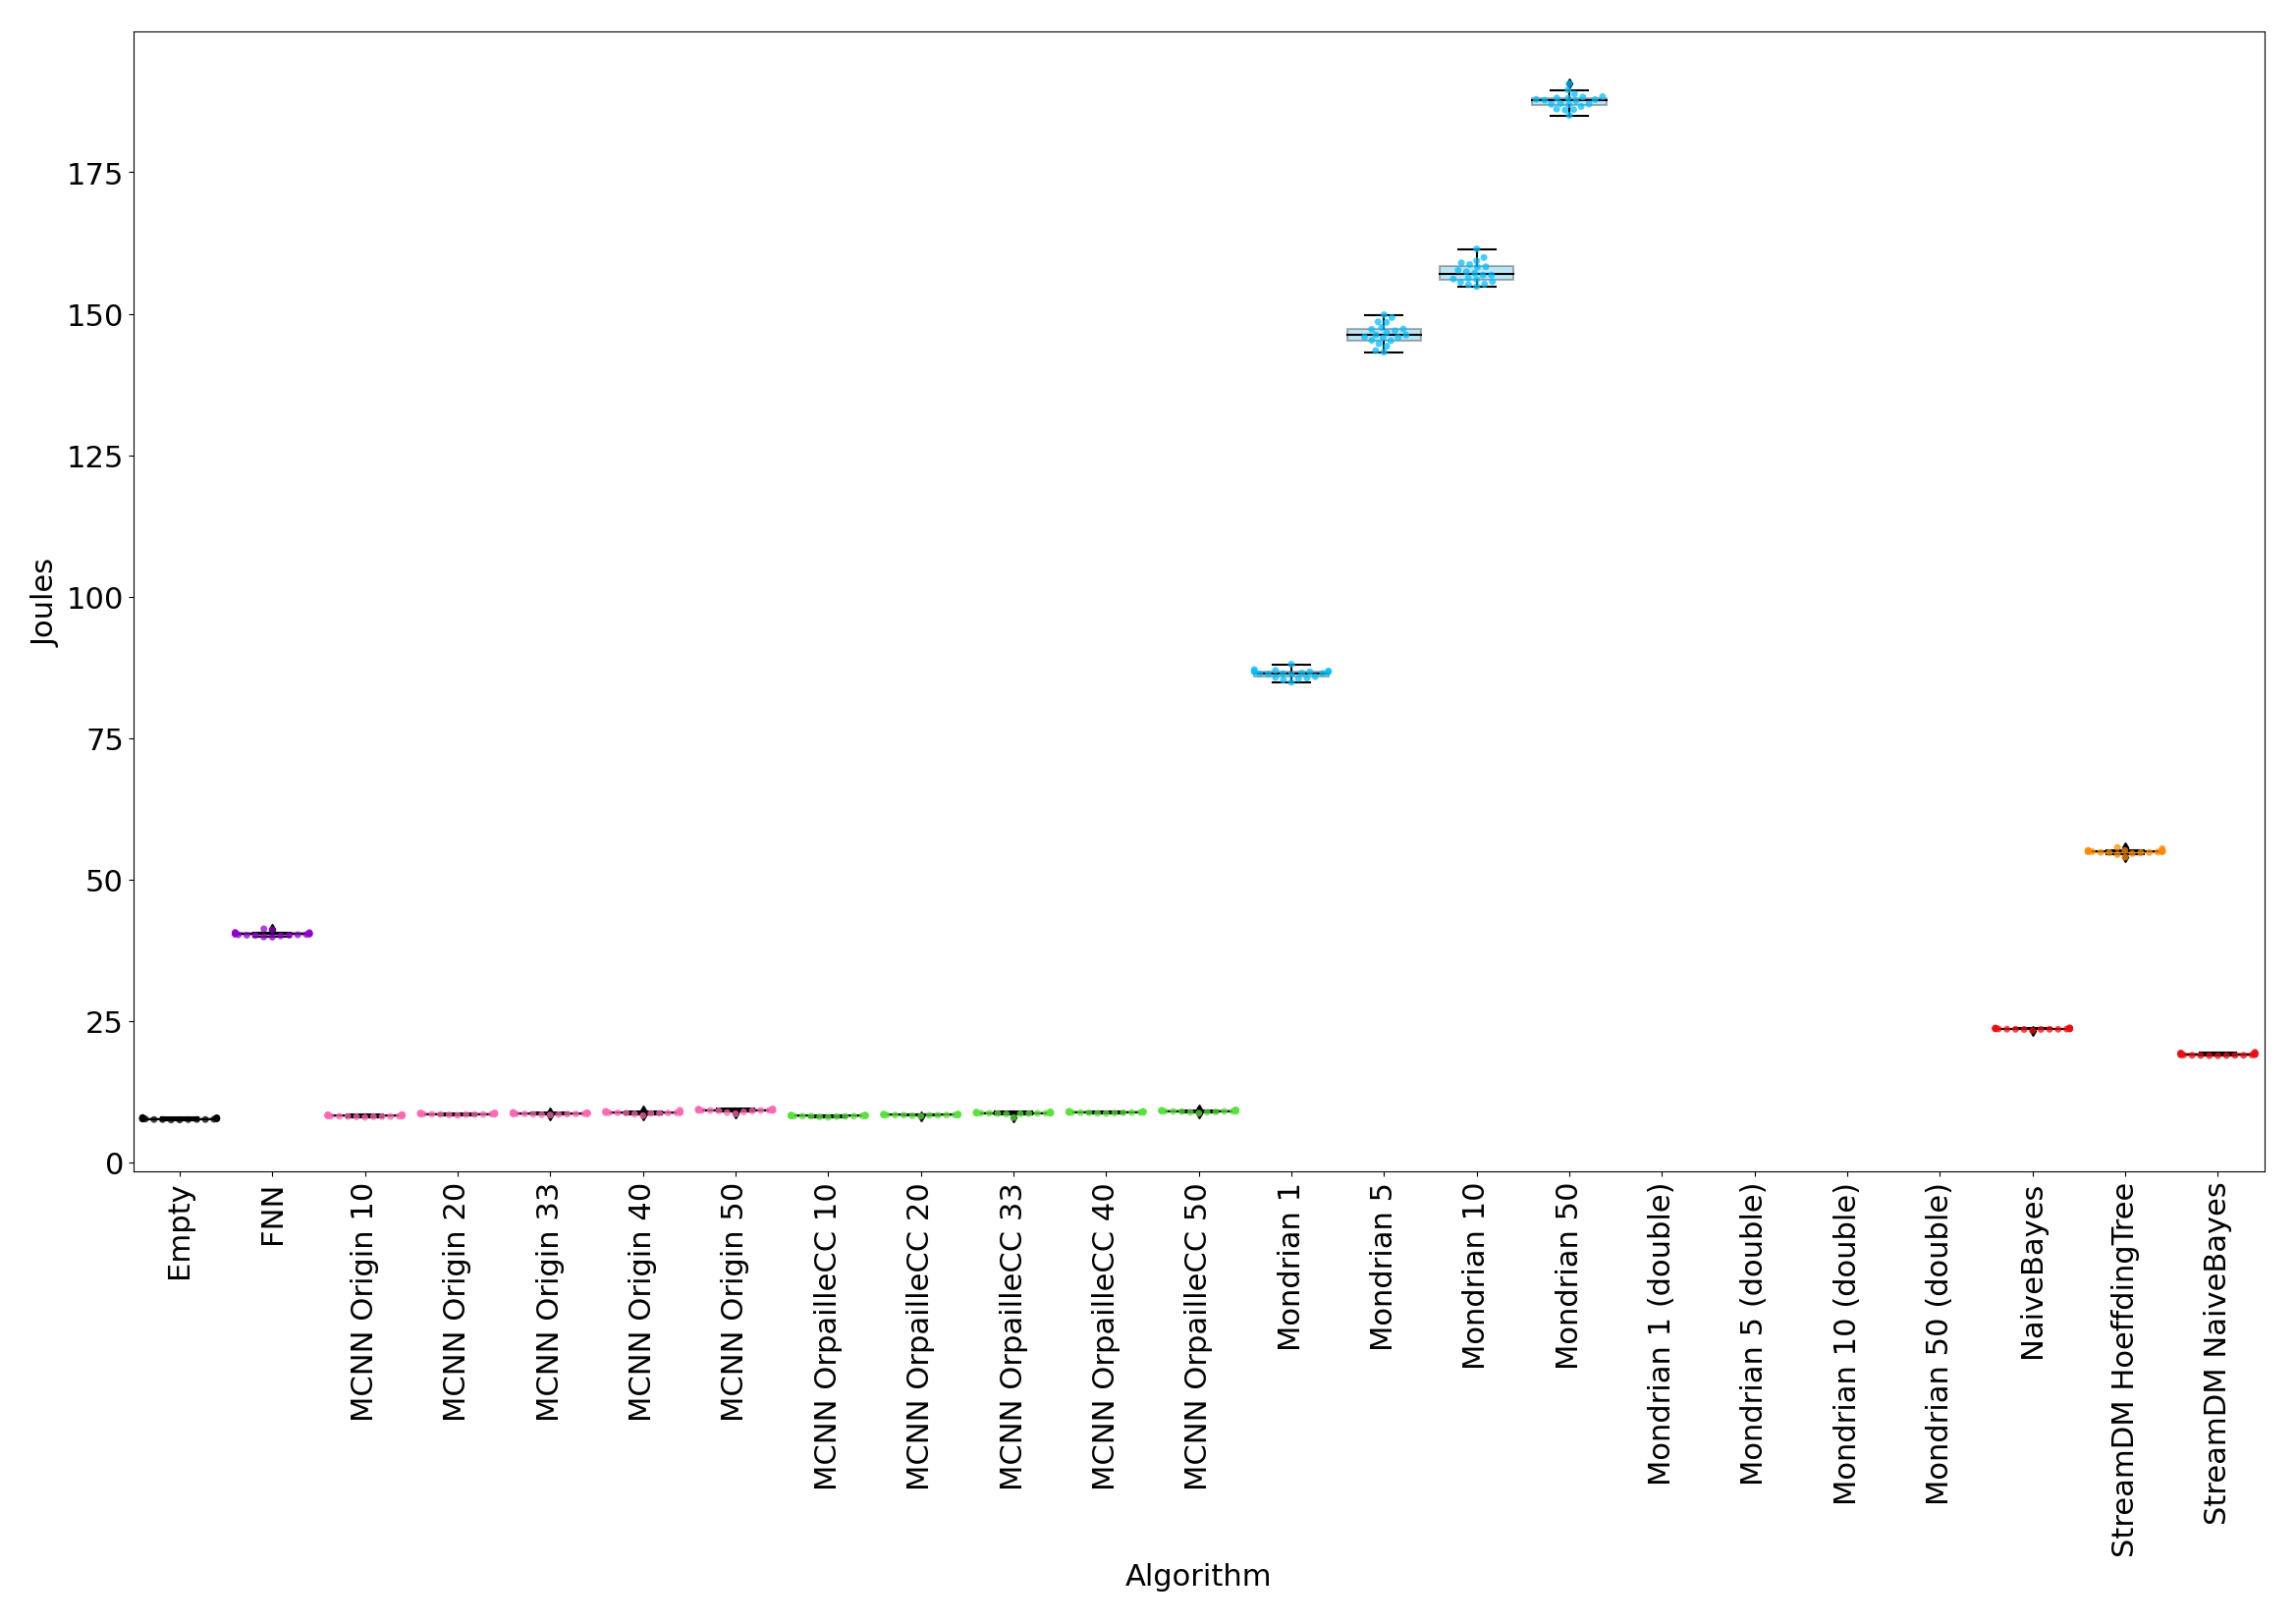 175
150
125
100
75
50
25
0
Joules
Empty
FNN
MCNN Origin 10
MCNN Origin 20
MCNN Origin 33
MCNN Origin 40
MCNN Origin 50
MCNN OrpailleCC 10
MCNN OrpailleCC 20
MCNN OrpailleCC 33
MCNN OrpailleCC 40
MCNN OrpailleCC 50
Mondrian 1
Mondrian 5
Mondrian 10
Mondrian 50
Mondrian 1 (double)
Mondrian 5 (double)
Mondrian 10 (double)
Mondrian 50 (double)
NaiveBayes
StreamDM HoeffdingTree
StreamDM NaiveBayes
Algorithm